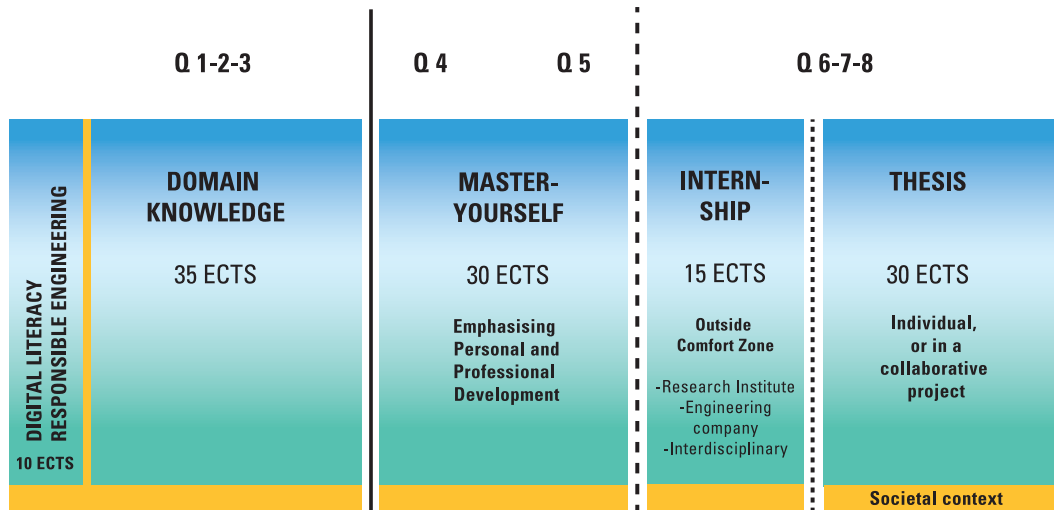 Q 1-2-3
Q 4
Q 5
Q 6-7-8
DIGITAL LITERACY
RESPONSIBLE ENGINEERING
10 ECTS
DOMAIN
KNOWLEDGE
35 ECTS
MASTER-
YOURSELF
30 ECTS
Emphasising
Personal and
Professional
Development
INTERN-
SHIP
15 ECTS
Outside
Comfort Zone
-Research Institute
-Engineering
company
-Interdisciplinary
THESIS
30 ECTS
Individual,
or in a
collaborative
project
Societal context